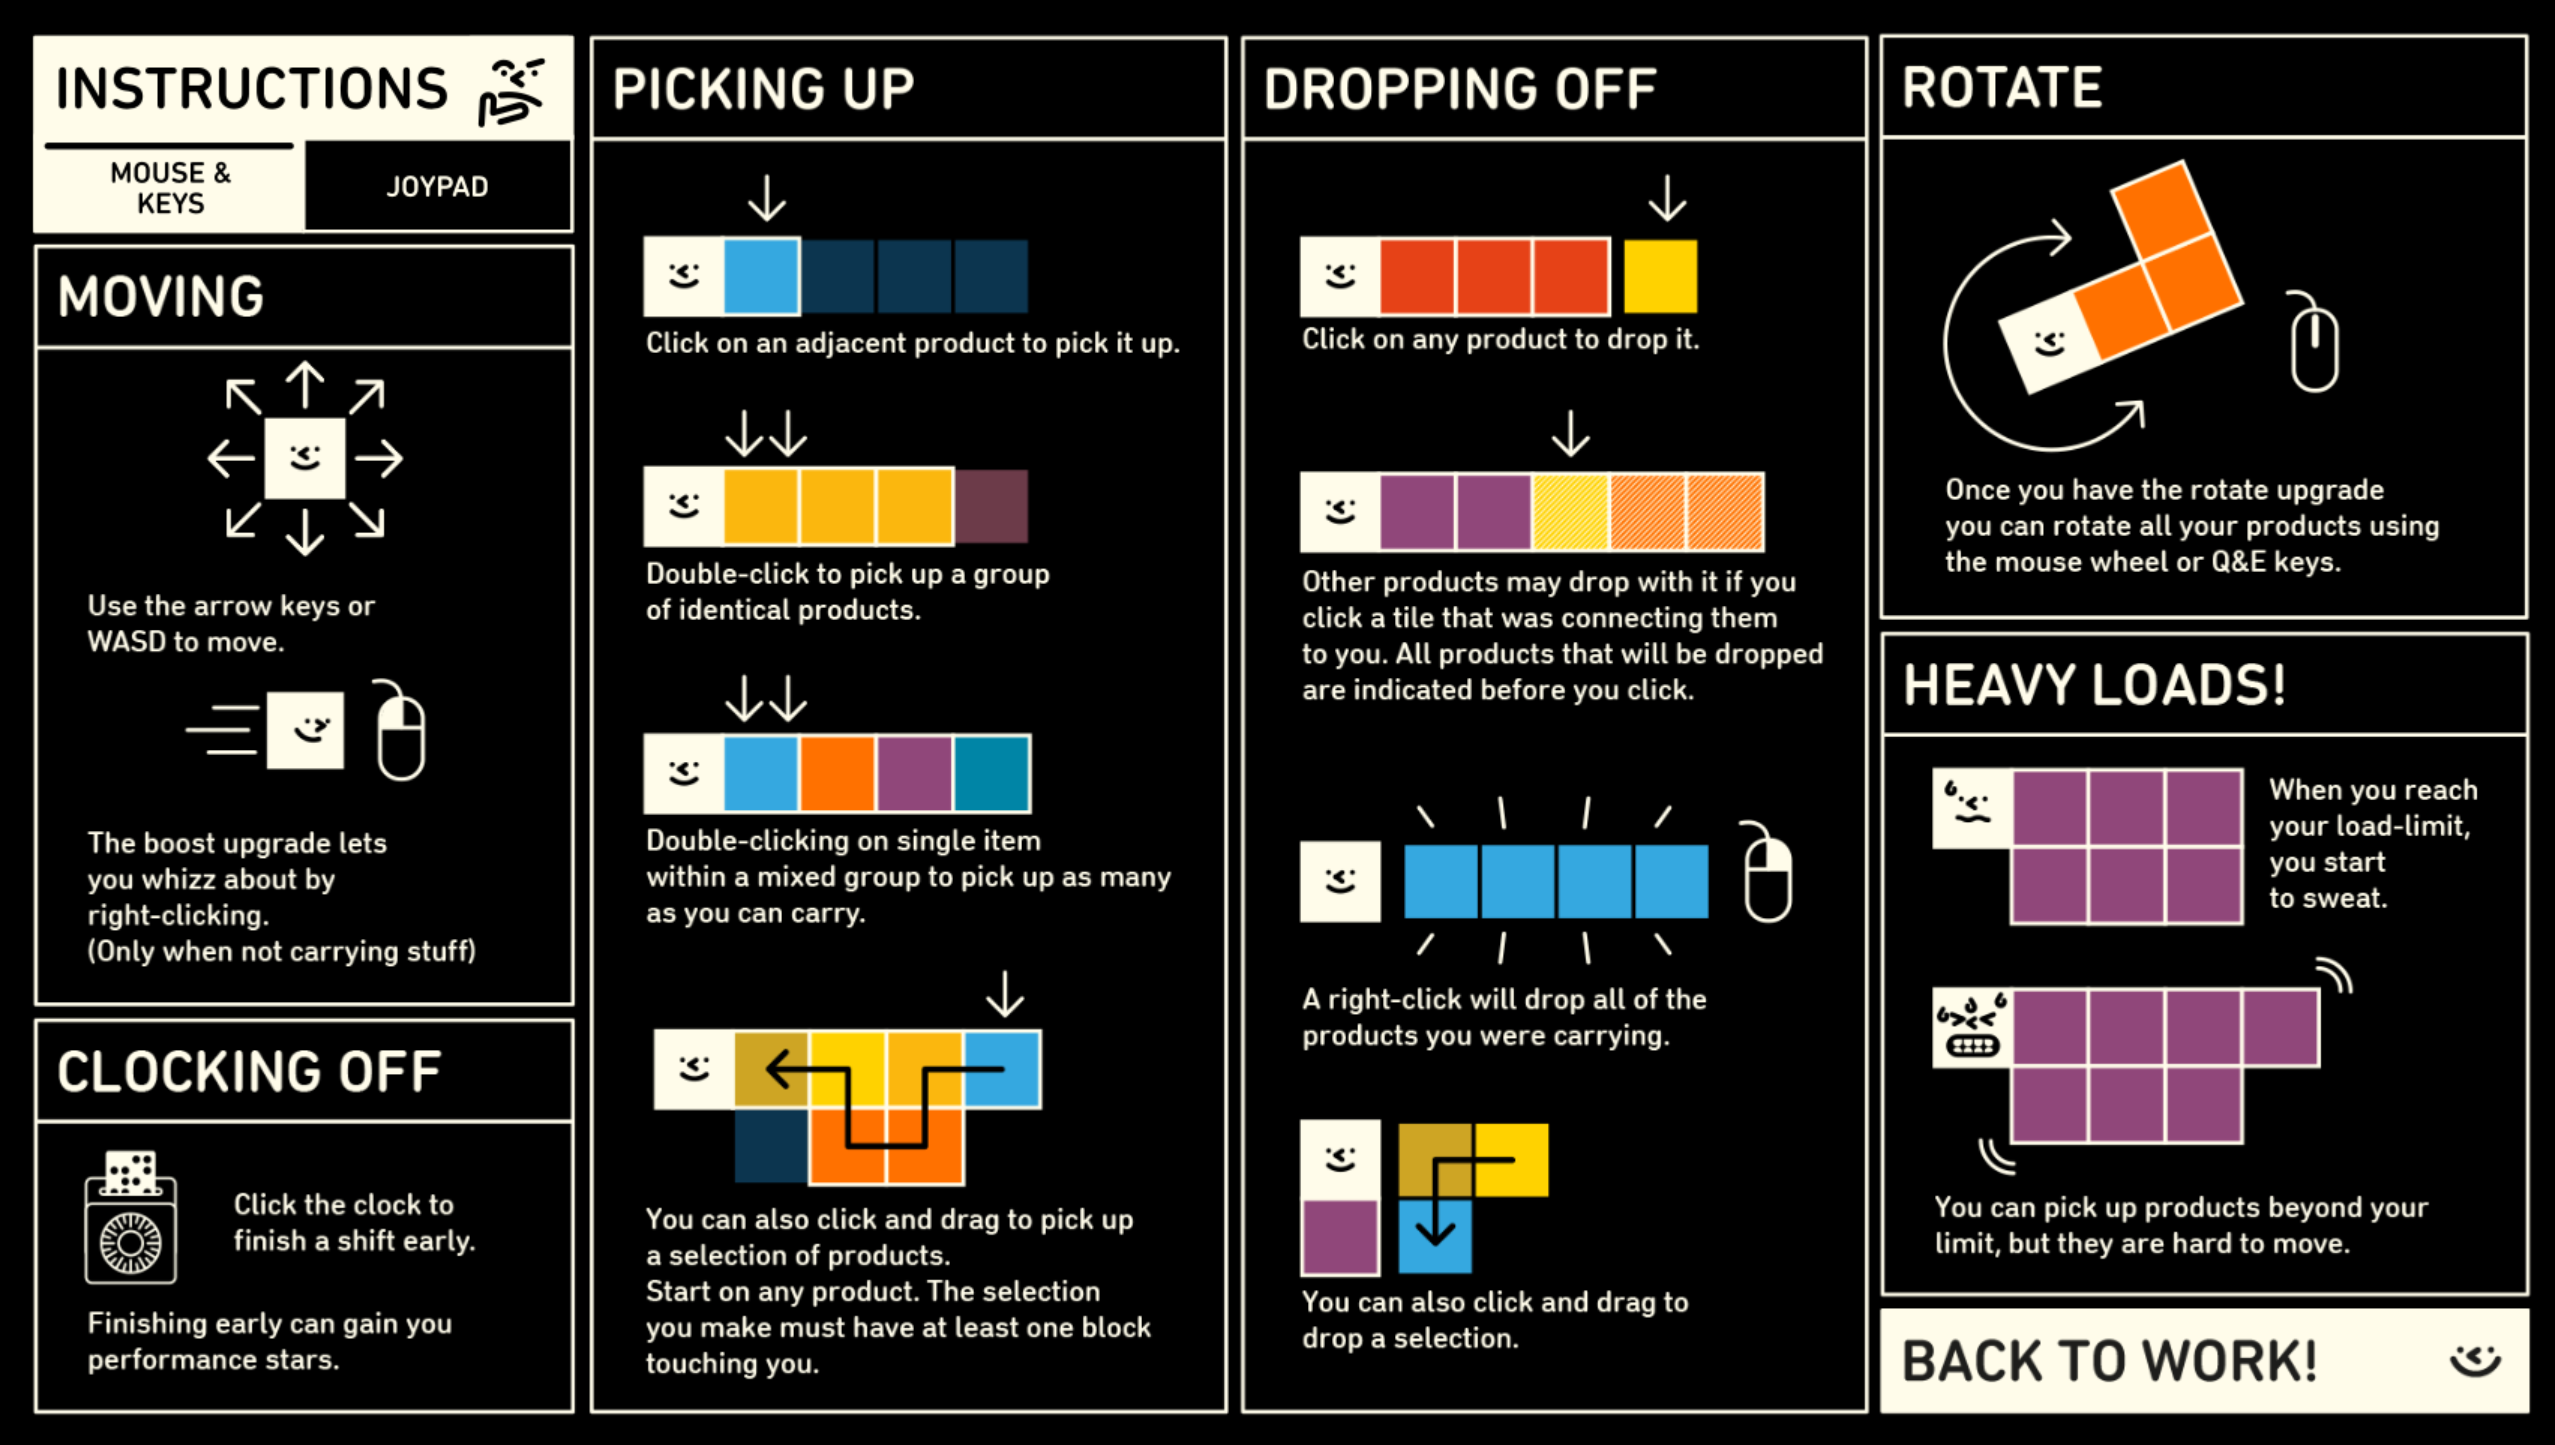 INSTRUCTIONS
MOUSE &
KEYS
JOYPAD
MOVING
Use the arrow keys or
WASD to move.
The boost upgrade lets
you whizz about by
right-clicking.
(Only when not carrying stuff)
CLOCKING OFF
Click the clock to
finish a shift early.
Finishing early can gain you
performance stars.
PICKING UP
Click on an adjacent product to pick it up.
Double-click to pick up a group
of identical products.
Double-clicking on single item
within a mixed group to pick up as many
as you can carry.
You can also click and drag to pick up
a selection of products.
Start on any product. The selection
you make must have at least one block
touching you.
DROPPING OFF
Click on any product to drop it.
Other products may drop with it if you
click a tile that was connecting them
to you. All products that will be dropped
are indicated before you click.
A right-click will drop all of the
products you were carrying.
You can also click and drag to
drop a selection.
ROTATE
Once you have the rotate upgrade
you can rotate all your products using
the mouse wheel or Q&E keys.
HEAVY LOADS!
When you reach
your load-limit,
you start
to sweat.
You can pick up products beyond your
limit, but they are hard to move.
BACK TO WORK!